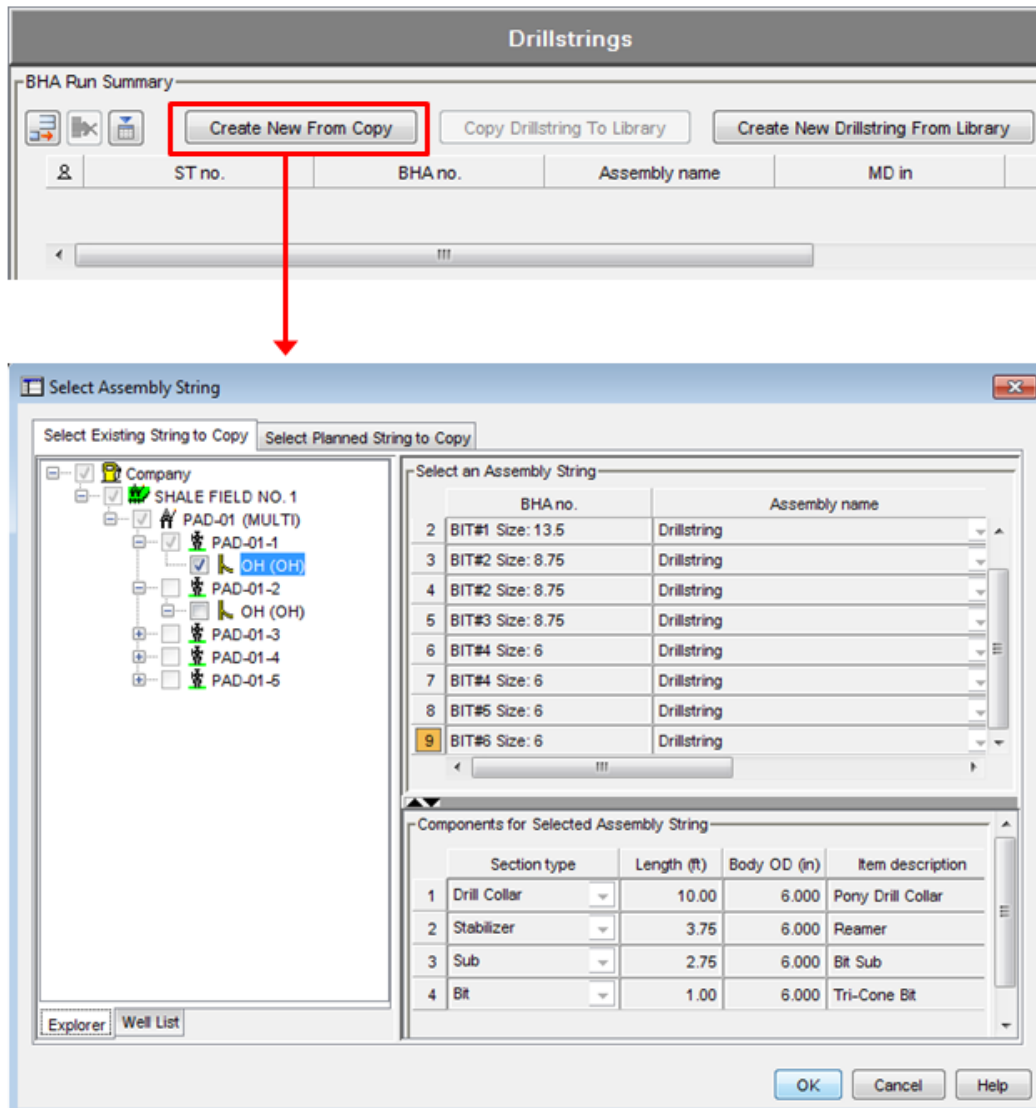 Drillstrings
BHA Run Summary
Create New From Copy Copy Drillstring To Library Create New Drillstring From Library
ST no. BHA no. Assembly name MD in
Select Assembly String
Select Existing String to Copy Select Planned String to Copy
Company
SHALE FIELD NO. 1
PAD-01 (MULTI)
PAD-01-1
OH (OH)
PAD-01-2
OH (OH)
PAD-01-3
PAD-01-4
PAD-01-5
Explorer Well List
Select an Assembly String
BHA no. Assembly name
2 BIT#1 Size: 13.5 Drillstring
3 BIT#2 Size: 8.75 Drillstring
4 BIT#2 Size: 8.75 Drillstring
5 BIT#3 Size: 8.75 Drillstring
6 BIT#4 Size: 6 Drillstring
7 BIT#4 Size: 6 Drillstring
8 BIT#5 Size: 6 Drillstring
9 BIT#6 Size: 6 Drillstring
Components for Selected Assembly String
Section type Length (ft) Body OD (in) Item description
1 Drill Collar 10.00 6.000 Pony Drill Collar
2 Stabilizer 3.75 6.000 Reamer
3 Sub 2.75 6.000 Bit Sub
4 Bit 1.00 6.000 Tri-Cone Bit
OK Cancel Help